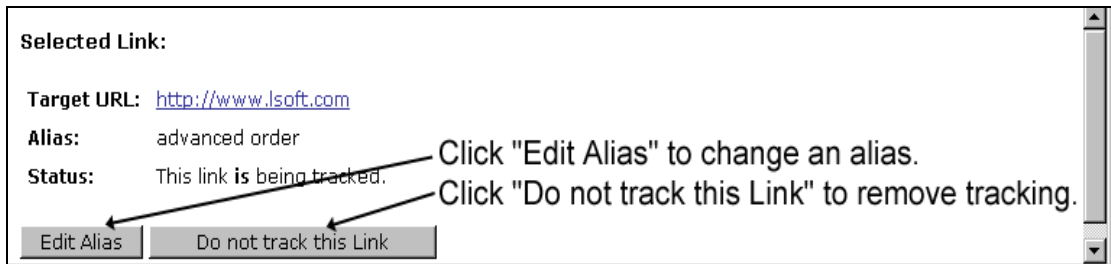 Selected Link:
Target URL: http://www.lsoft.com
Alias: advanced order
Click "Edit Alias" to change an alias.
Status: This link is being tracked.
Click "Do not track this Link" to remove tracking.
Edit Alias Do not track this Link